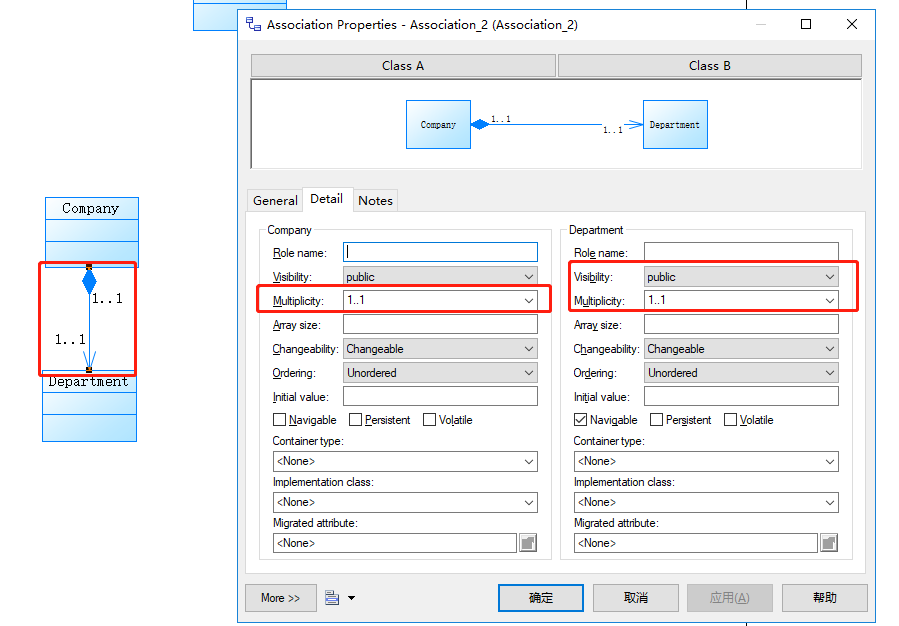 Association Properties - Association_2 (Association_2)
Class A
Class B
Company
1..1
1..1
Department
General
Detail
Notes
Company
1..1
1..1
Department
Company
Role name:
Visibility:
public
Multiplicity:
1..1
Array size:
Changeability:
Changeable
Ordering:
Unordered
Initial value:
Navigable
Persistent
Volatile
Container type:
<None>
Implementation class:
<None>
Migrated attribute:
<None>
Department
Role name:
Visibility:
public
Multiplicity:
1..1
Array size:
Changeability:
Changeable
Ordering:
Unordered
Initial value:
Navigable
Persistent
Volatile
Container type:
<None>
Implementation class:
<None>
Migrated attribute:
<None>
More >>
确定
取消
应用(A)
帮助